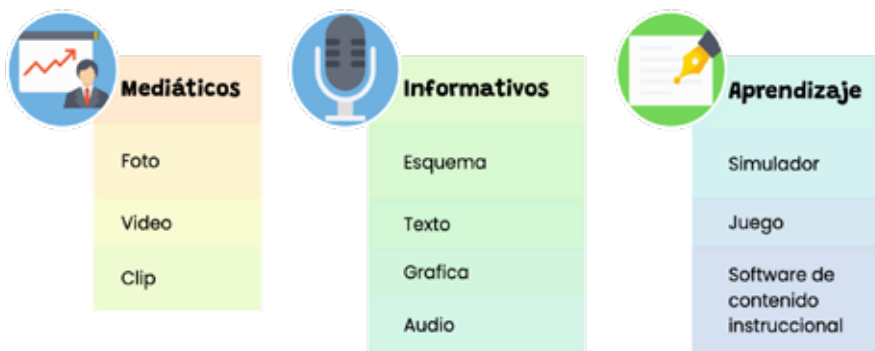 Mediáticos
Foto
Video
Clip
Informativos
Esquema
Texto
Grafica
Audio
Aprendizaje
Simulador
Juego
Software de
contenido
instruccional